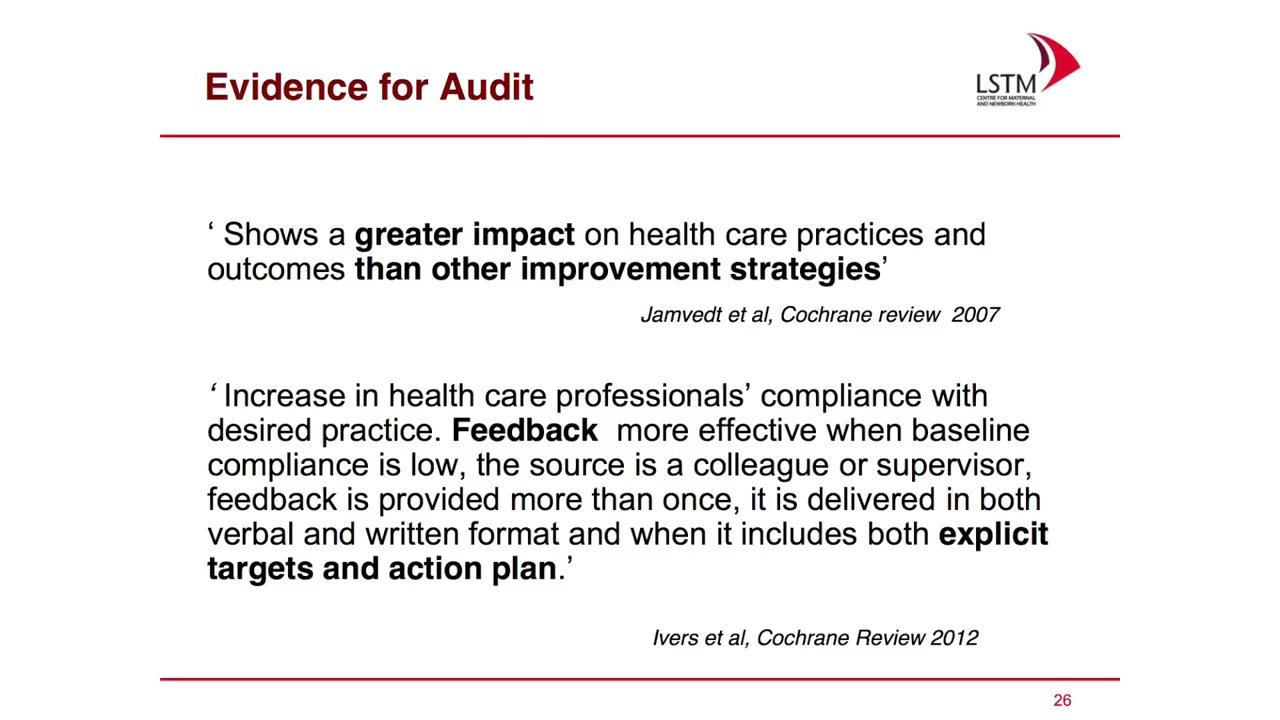 Evidence for Audit
LSTM
CENTRE FOR MATERNAL
AND NEWBORN HEALTH
‘ Shows a greater impact on health care practices and
outcomes than other improvement strategies’
Jamvedt et al, Cochrane review 2007
‘ Increase in health care professionals’ compliance with
desired practice. Feedback more effective when baseline
compliance is low, the source is a colleague or supervisor,
feedback is provided more than once, it is delivered in both
verbal and written format and when it includes both explicit
targets and action plan.’
Ivers et al, Cochrane Review 2012
26